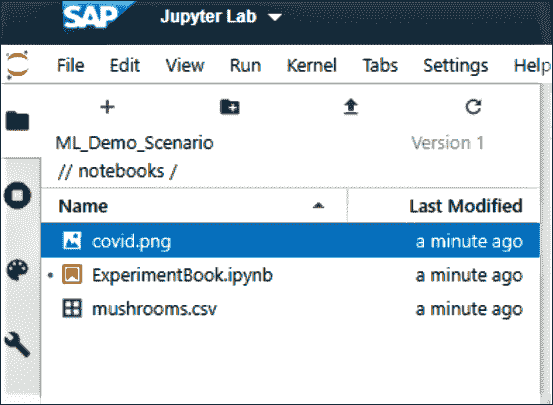 SAP Jupyter Lab
File Edit View Run Kernel Tabs Settings Help
ML_Demo_Scenario Version 1
// notebooks /
Name Last Modified
covid.png a minute ago
ExperimentBook.ipynb a minute ago
mushrooms.csv a minute ago